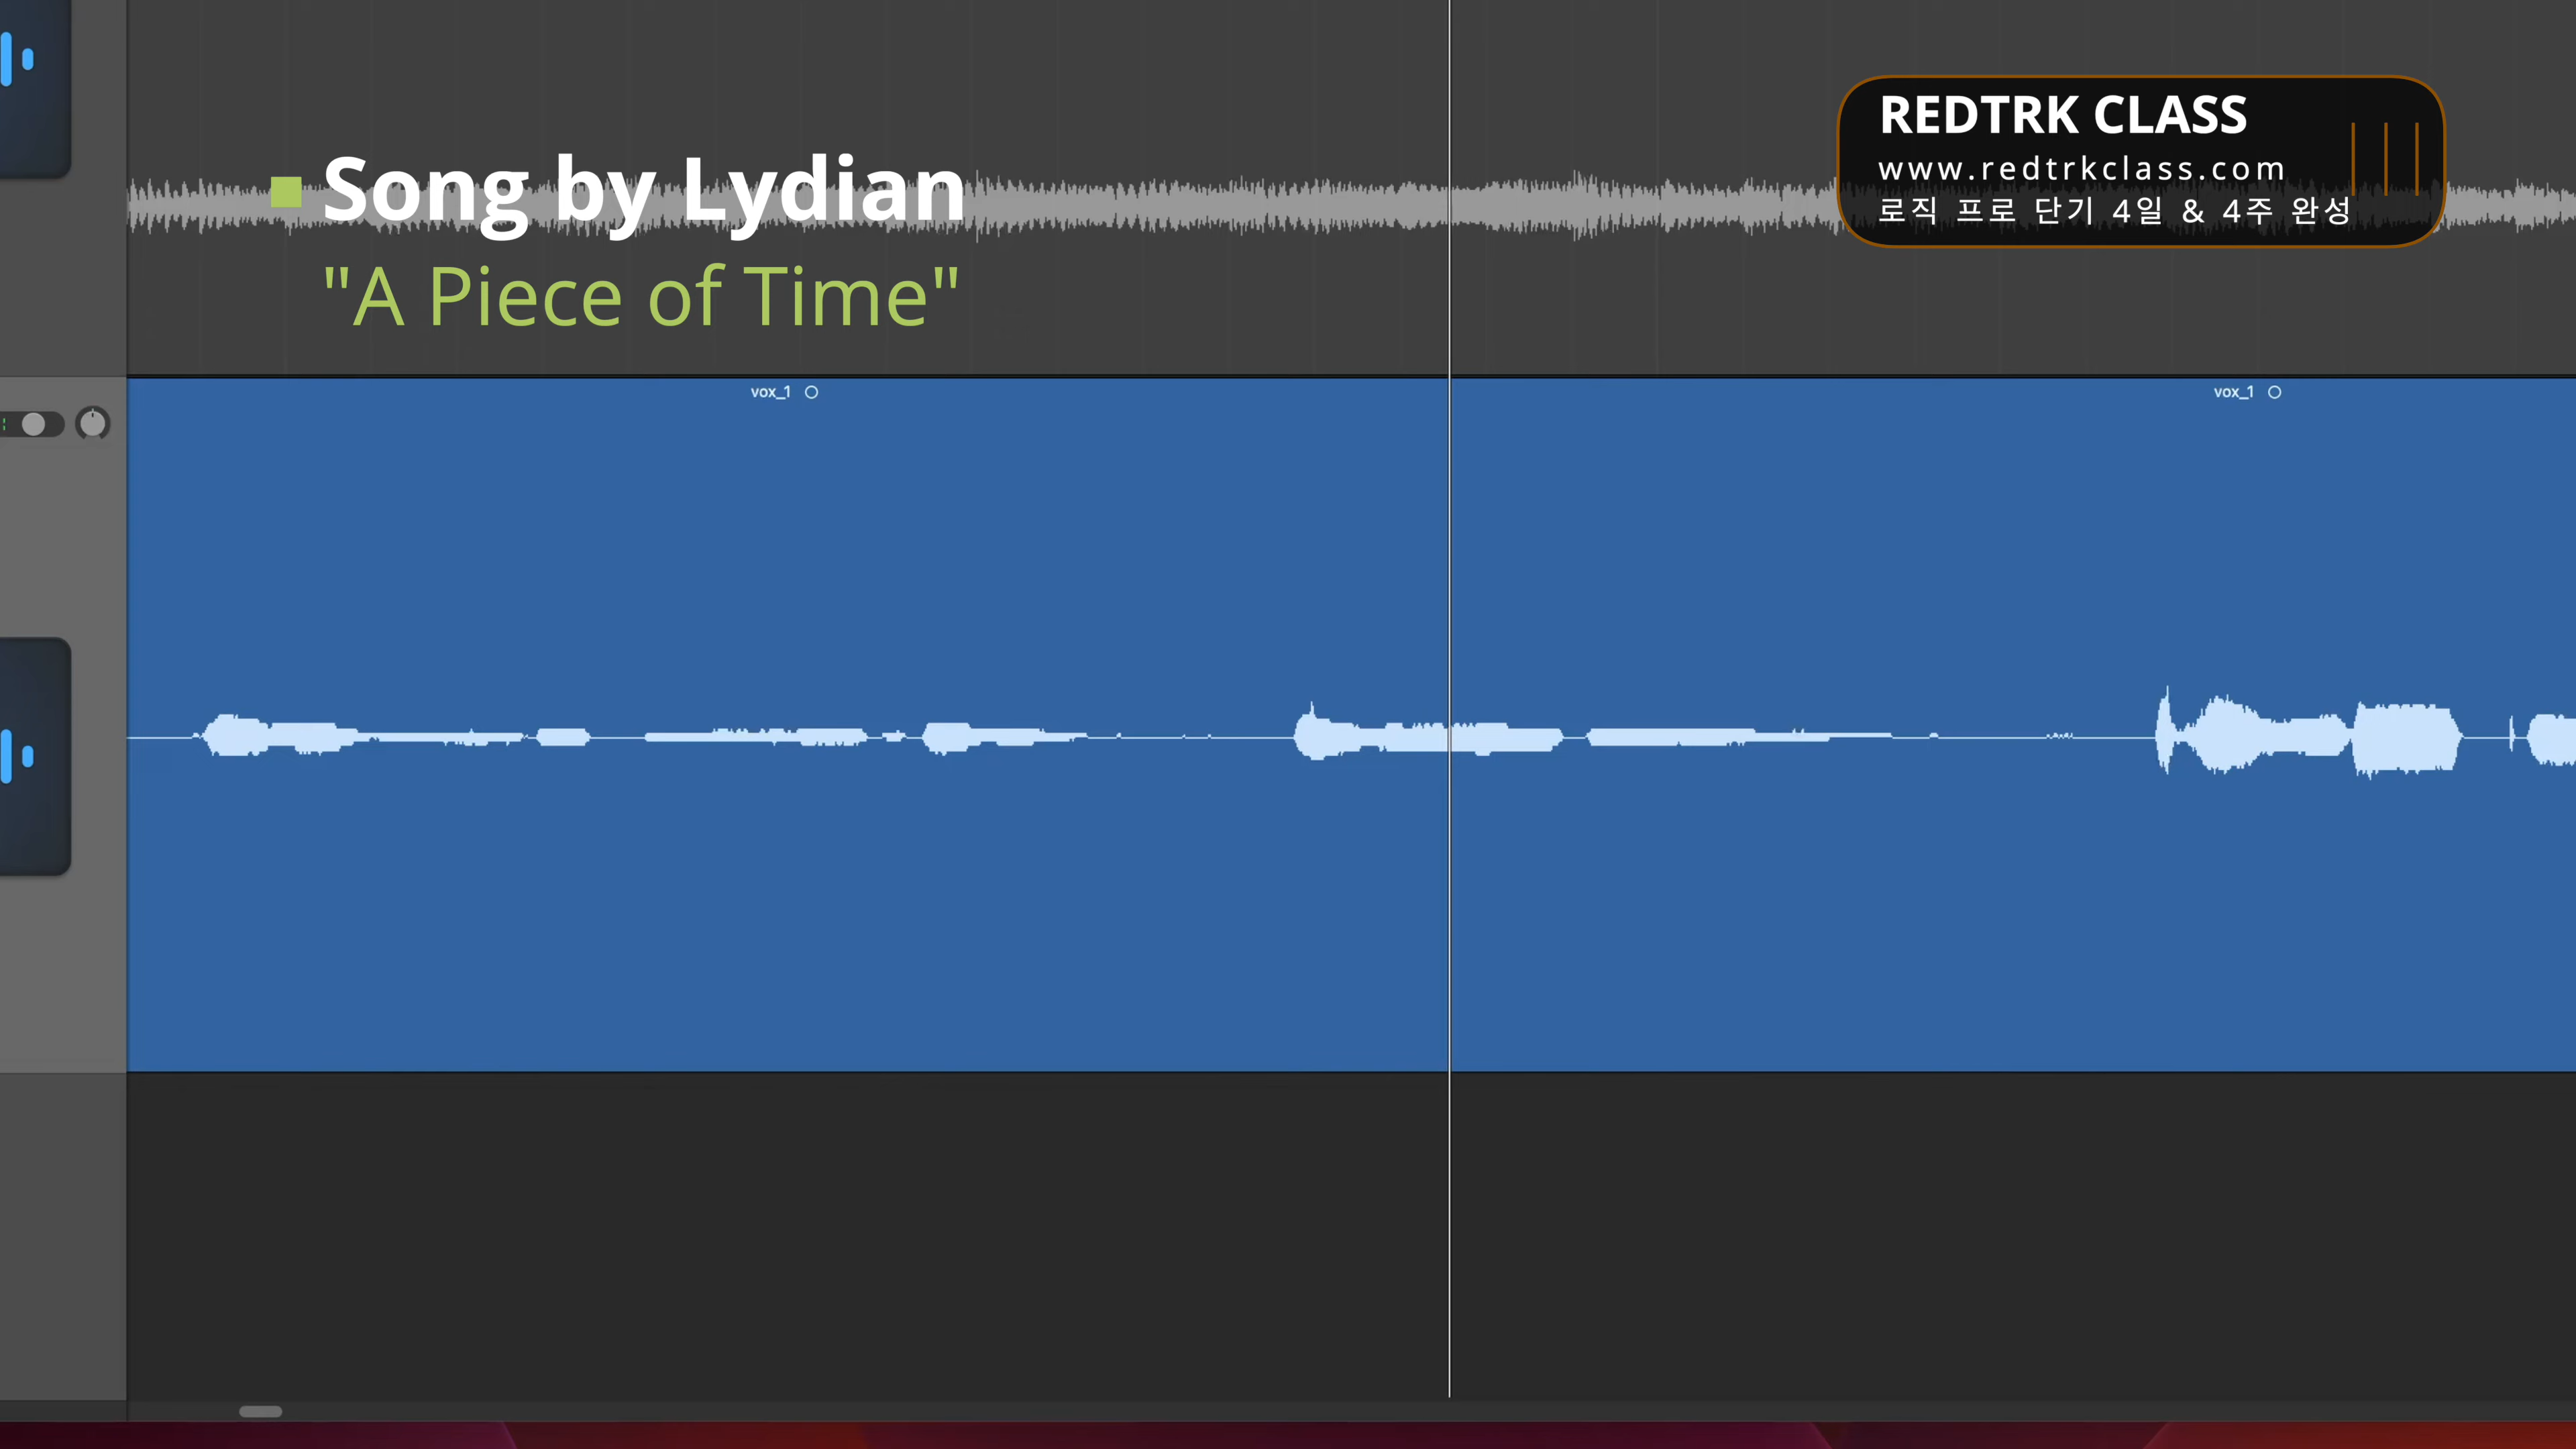 REDTRK CLASS
www.redtrkclass.com
로직 프로 단기 4일 & 4주 완성
Song by Lydian
"A Piece of Time"
vox_1
vox_1